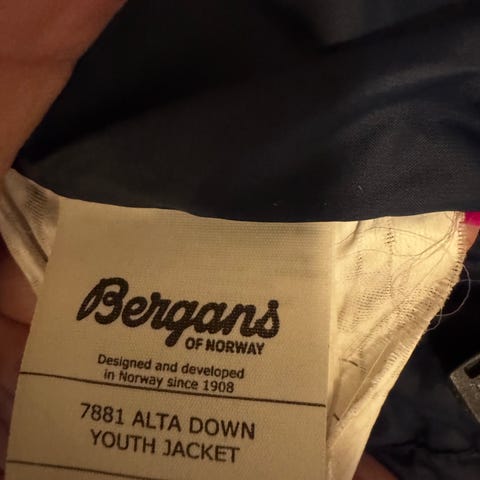 Bergans
OF NORWAY
Designed and developed
in Norway since 1908
7881 ALTA DOWN
YOUTH JACKET